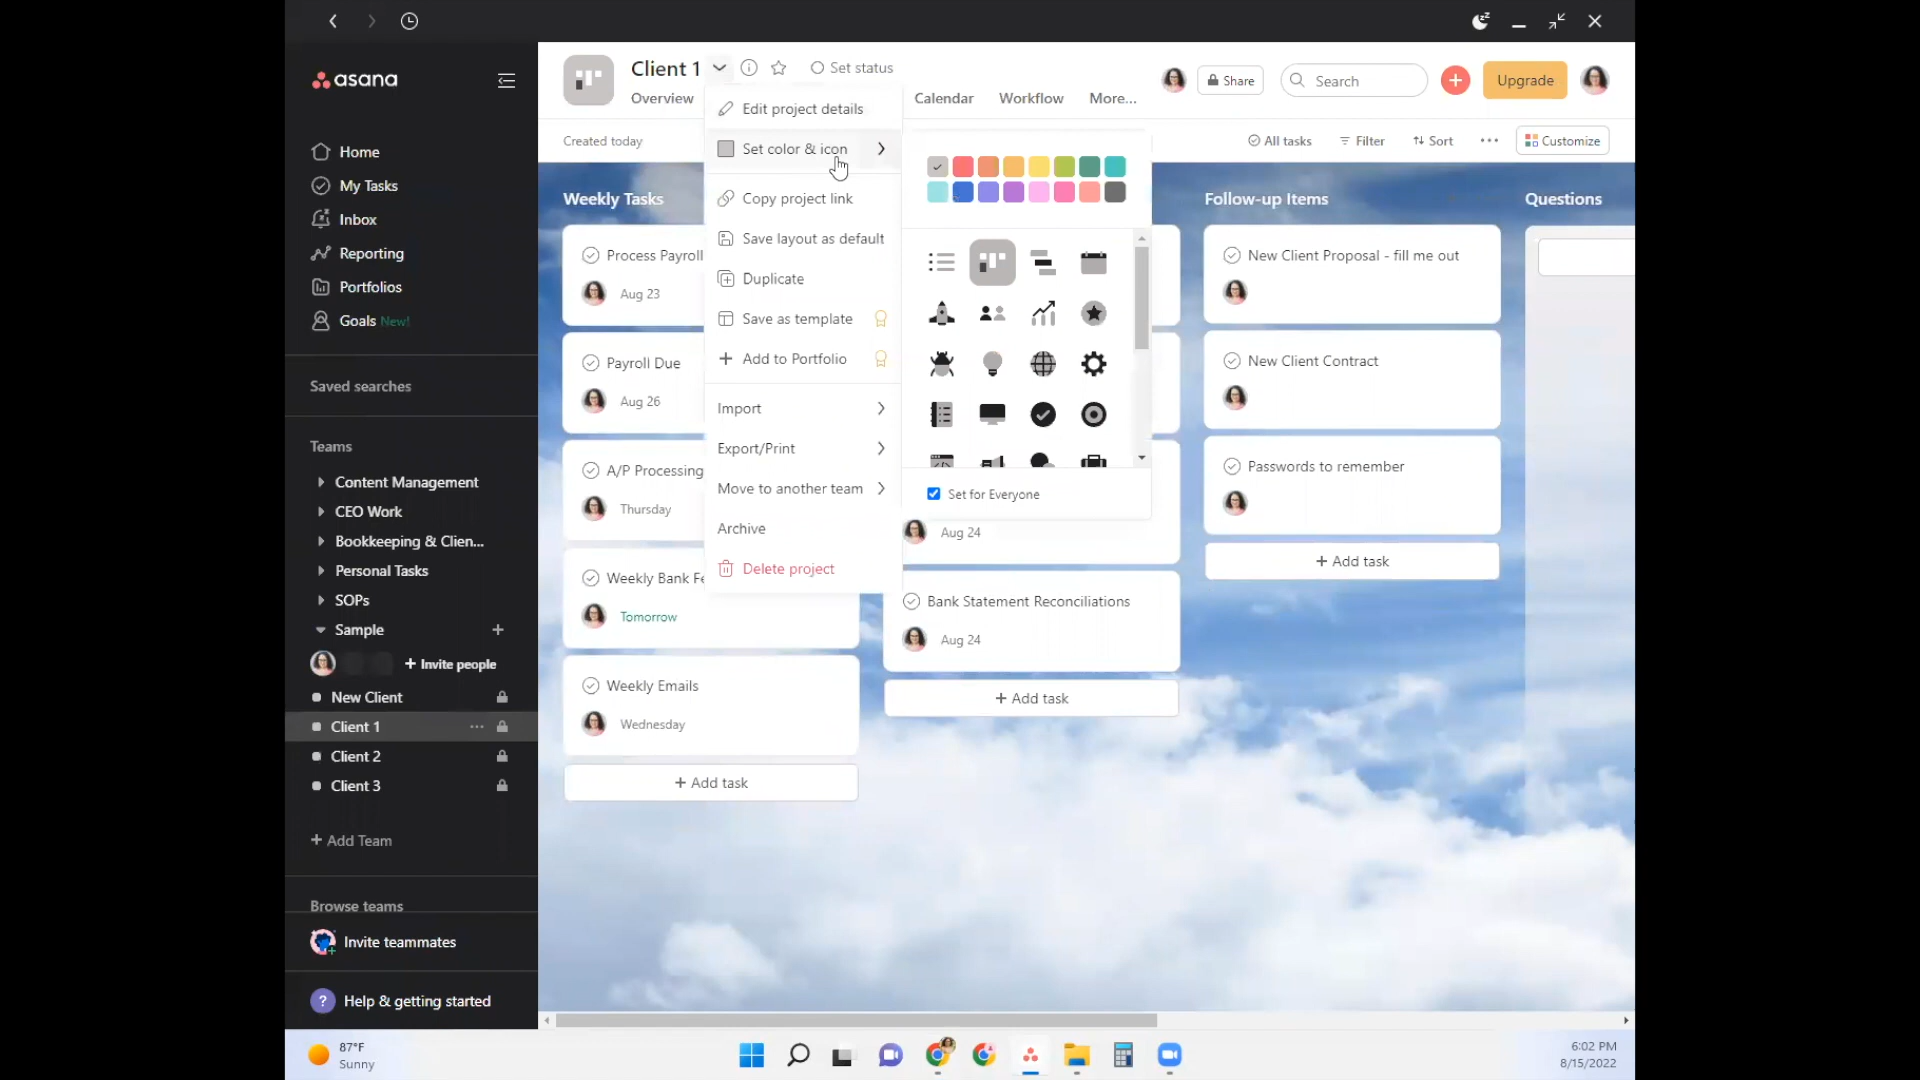 asana
Home
My Tasks
Inbox
Reporting
Portfolios
Goals New!
Saved searches
Teams
Content Management
CEO Work
Bookkeeping & Clien...
Personal Tasks
SOPs
Sample
+
+ Invite people
New Client
Client 1
Client 2
Client 3
+ Add Team
Browse teams
Invite teammates
? Help & getting started
Client 1
Set status
Share
Search
+
Upgrade
Overview
Calendar
Workflow
More...
Created today
All tasks
Filter
Sort
Customize
Edit project details
Set color & icon
Copy project link
Save layout as default
Duplicate
Save as template
+ Add to Portfolio
Import
Export/Print
Move to another team
Archive
Delete project
Set for Everyone
Weekly Tasks
Process Payroll
Aug 23
Payroll Due
Aug 26
A/P Processing
Thursday
Weekly Bank Fe
Tomorrow
Weekly Emails
Wednesday
+ Add task
Aug 24
Bank Statement Reconciliations
Aug 24
+ Add task
Follow-up Items
New Client Proposal - fill me out
New Client Contract
Passwords to remember
+ Add task
Questions
87°F
Sunny
6:02 PM
8/15/2022